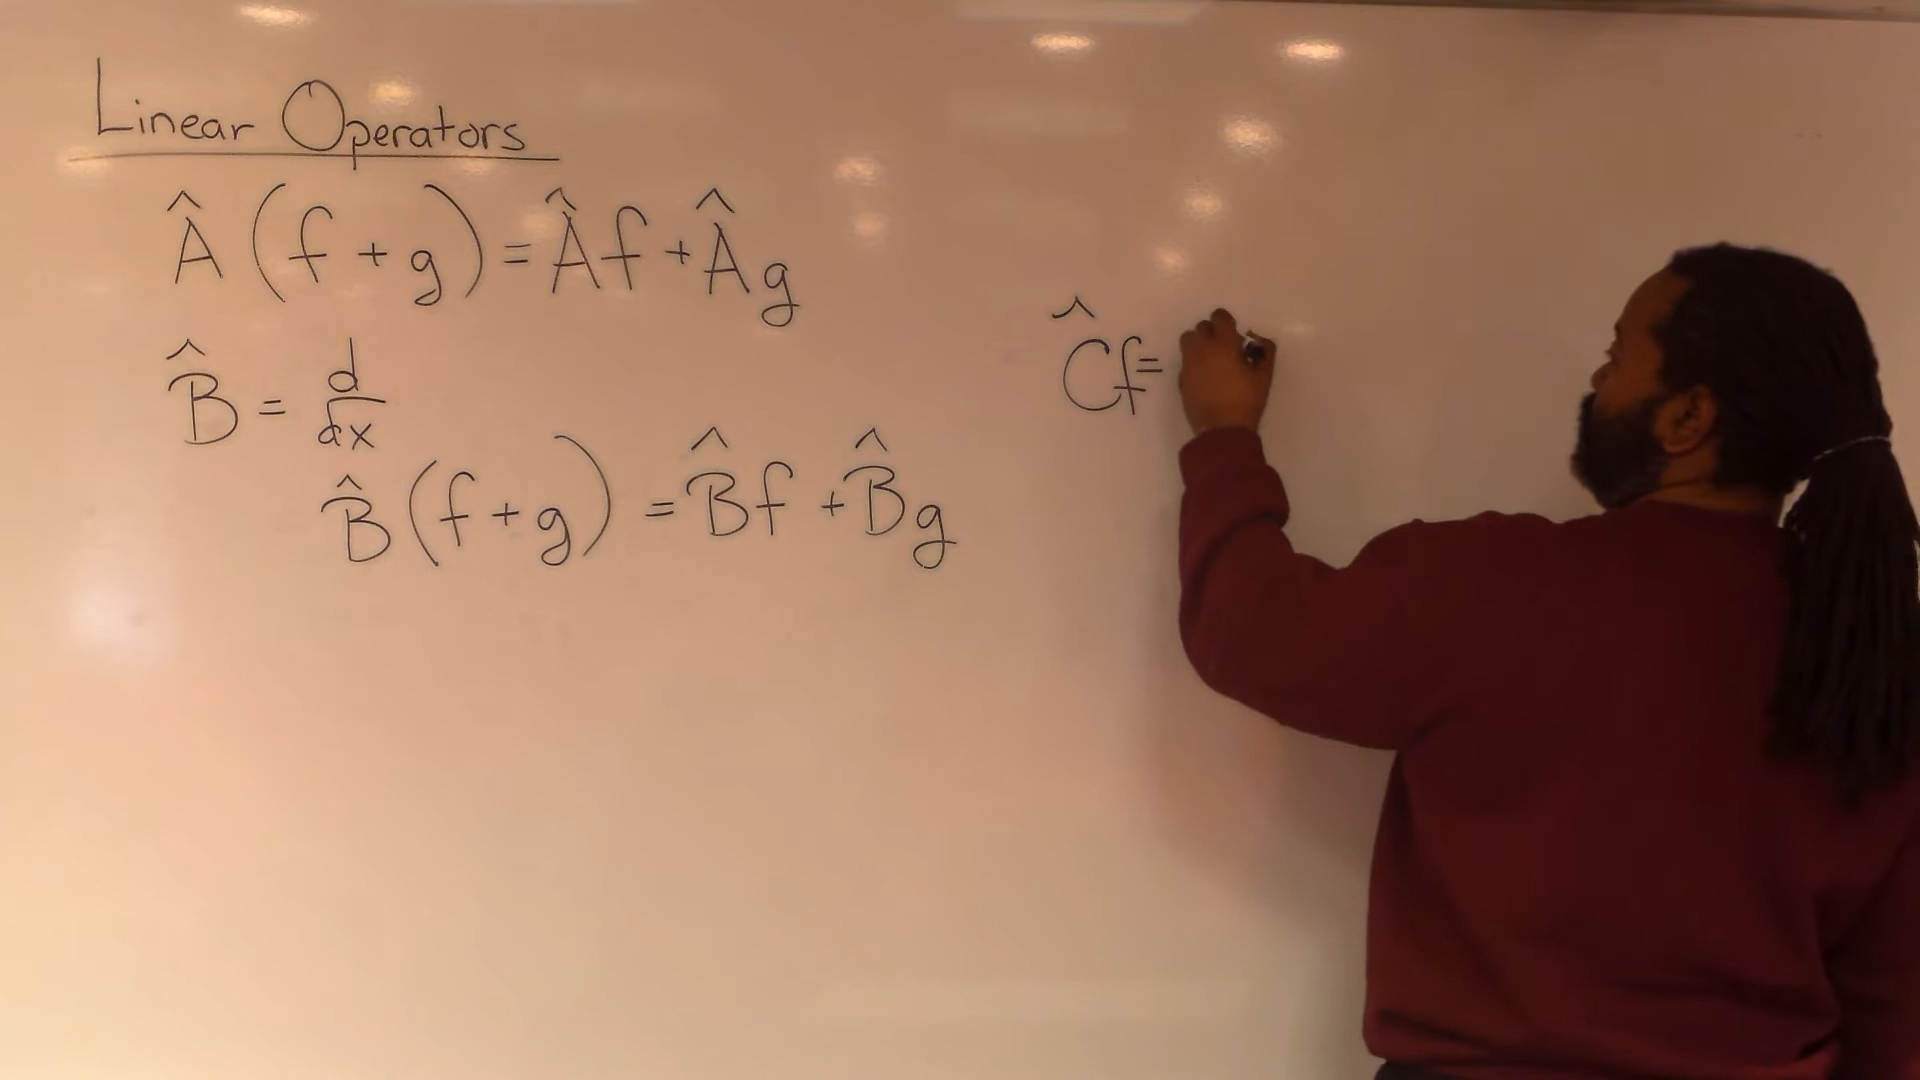 Linear Operators
Â(f+g)=Âf+Âg
B̂ = d/dx
B̂(f+g) = B̂f + B̂g
Ĉf=